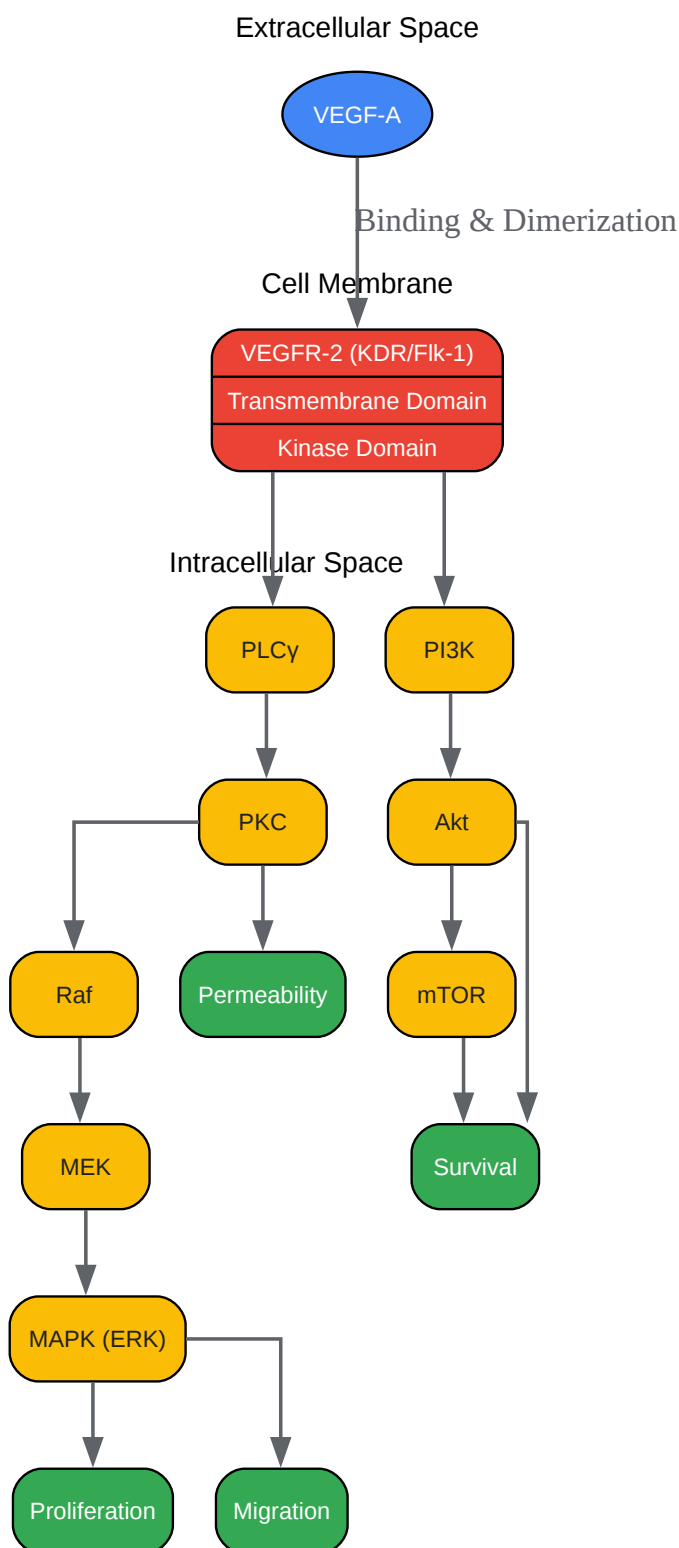 Extracellular Space
VEGF-A
Binding & Dimerization
Cell Membrane
VEGFR-2 (KDR/Flk-1)
Transmembrane Domain
Kinase Domain
Intracellular Space
PLCγ
PI3K
PKC
Akt
Raf
Permeability
mTOR
MEK
Survival
MAPK (ERK)
Proliferation
Migration